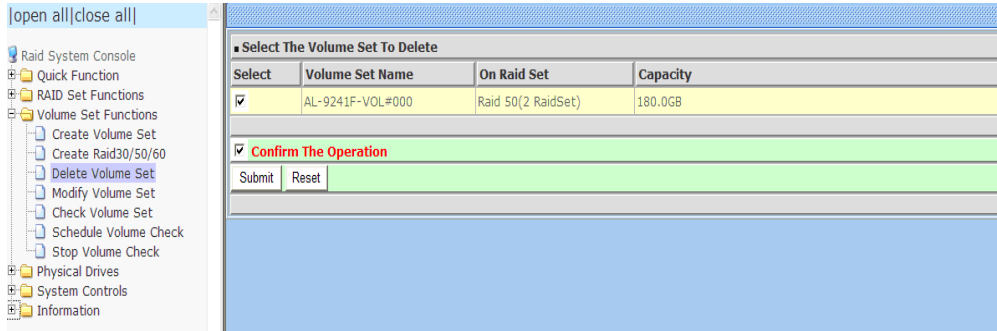 |open all|close all|
Raid System Console
Quick Function
RAID Set Functions
Volume Set Functions
Create Volume Set
Create Raid30/50/60
Delete Volume Set
Modify Volume Set
Check Volume Set
Schedule Volume Check
Stop Volume Check
Physical Drives
System Controls
Information
Select The Volume Set To Delete
Select Volume Set Name On Raid Set Capacity
AL-9241F-VOL#000 Raid 50(2 RaidSet) 180.0GB
Confirm The Operation
Submit Reset